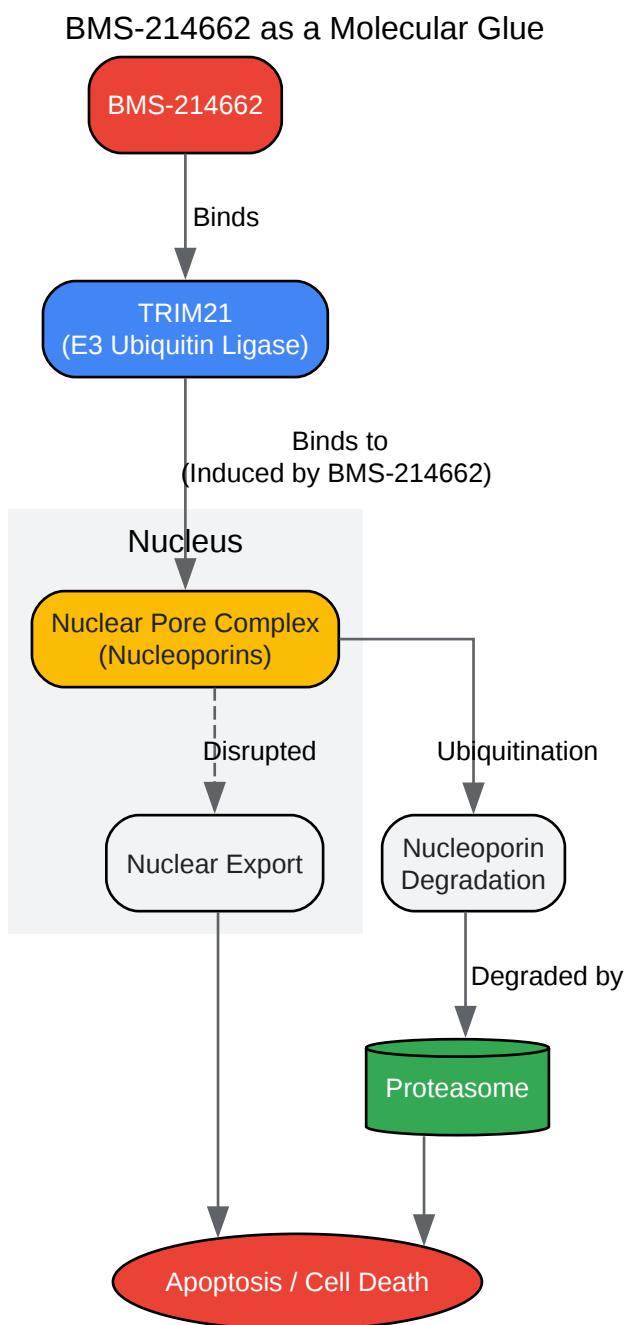 BMS-214662 as a Molecular Glue
BMS-214662
Binds
TRIM21
(E3 Ubiquitin Ligase)
Binds to
(Induced by BMS-214662)
Nucleus
Nuclear Pore Complex
(Nucleoporins)
Disrupted
Ubiquitination
Nuclear Export
Nucleoporin
Degradation
Degraded by
Proteasome
Apoptosis / Cell Death